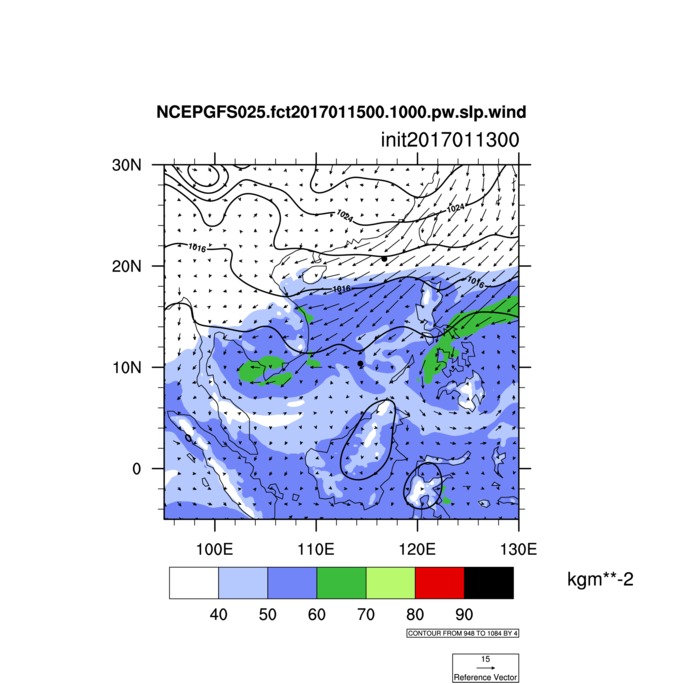 NCEPGFS025.fct2017011500.1000.pw.slp.wind
init2017011300
30N
1024
1024
20N
1016
1016
1016
10N
0
100E 110E 120E 130E
kgm**-2
40 50 60 70 80 90
CONTOUR FROM 948 TO 1084 BY 4
15
Reference Vector